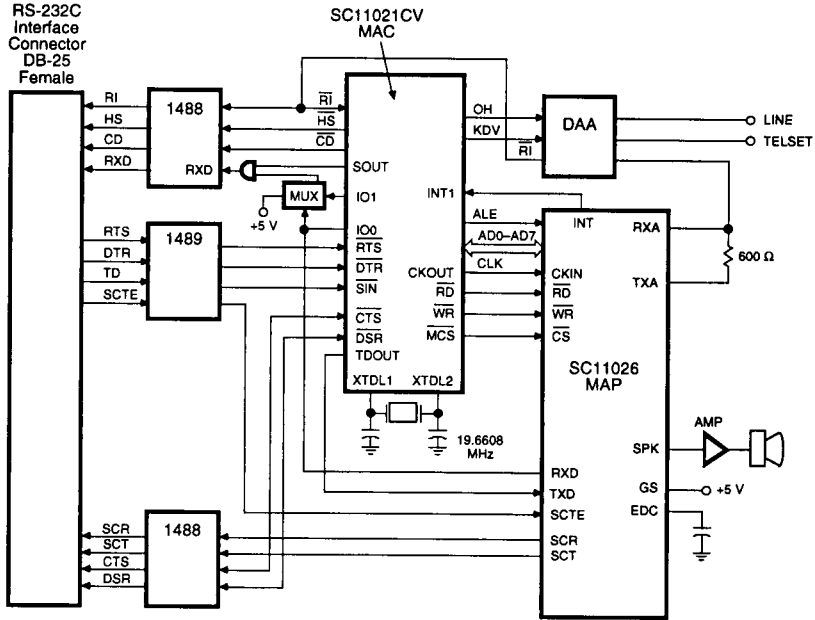 RS-232C
Interface
Connector
DB-25
Female
SC11021CV
MAC
RI
HS
CD
RXD
1488
RXD
RI
HS
CD
SOUT
MUX
IO1
+5 V
IO0
RTS
DTR
SIN
CTS
DSR
TDOUT
XTDL1
XTDL2
INT1
CKOUT
RD
WR
MCS
OH
KDV
RI
DAA
LINE
TELSET
ALE
AD0–AD7
CLK
INT
RXA
600 Ω
TXA
CKIN
RD
WR
CS
SC11026
MAP
RTS
DTR
TD
SCTE
1489
19.6608
MHz
AMP
SPK
GS
+5 V
EDC
RXD
TXD
SCTE
SCR
SCT
1488
SCR
SCT
CTS
DSR